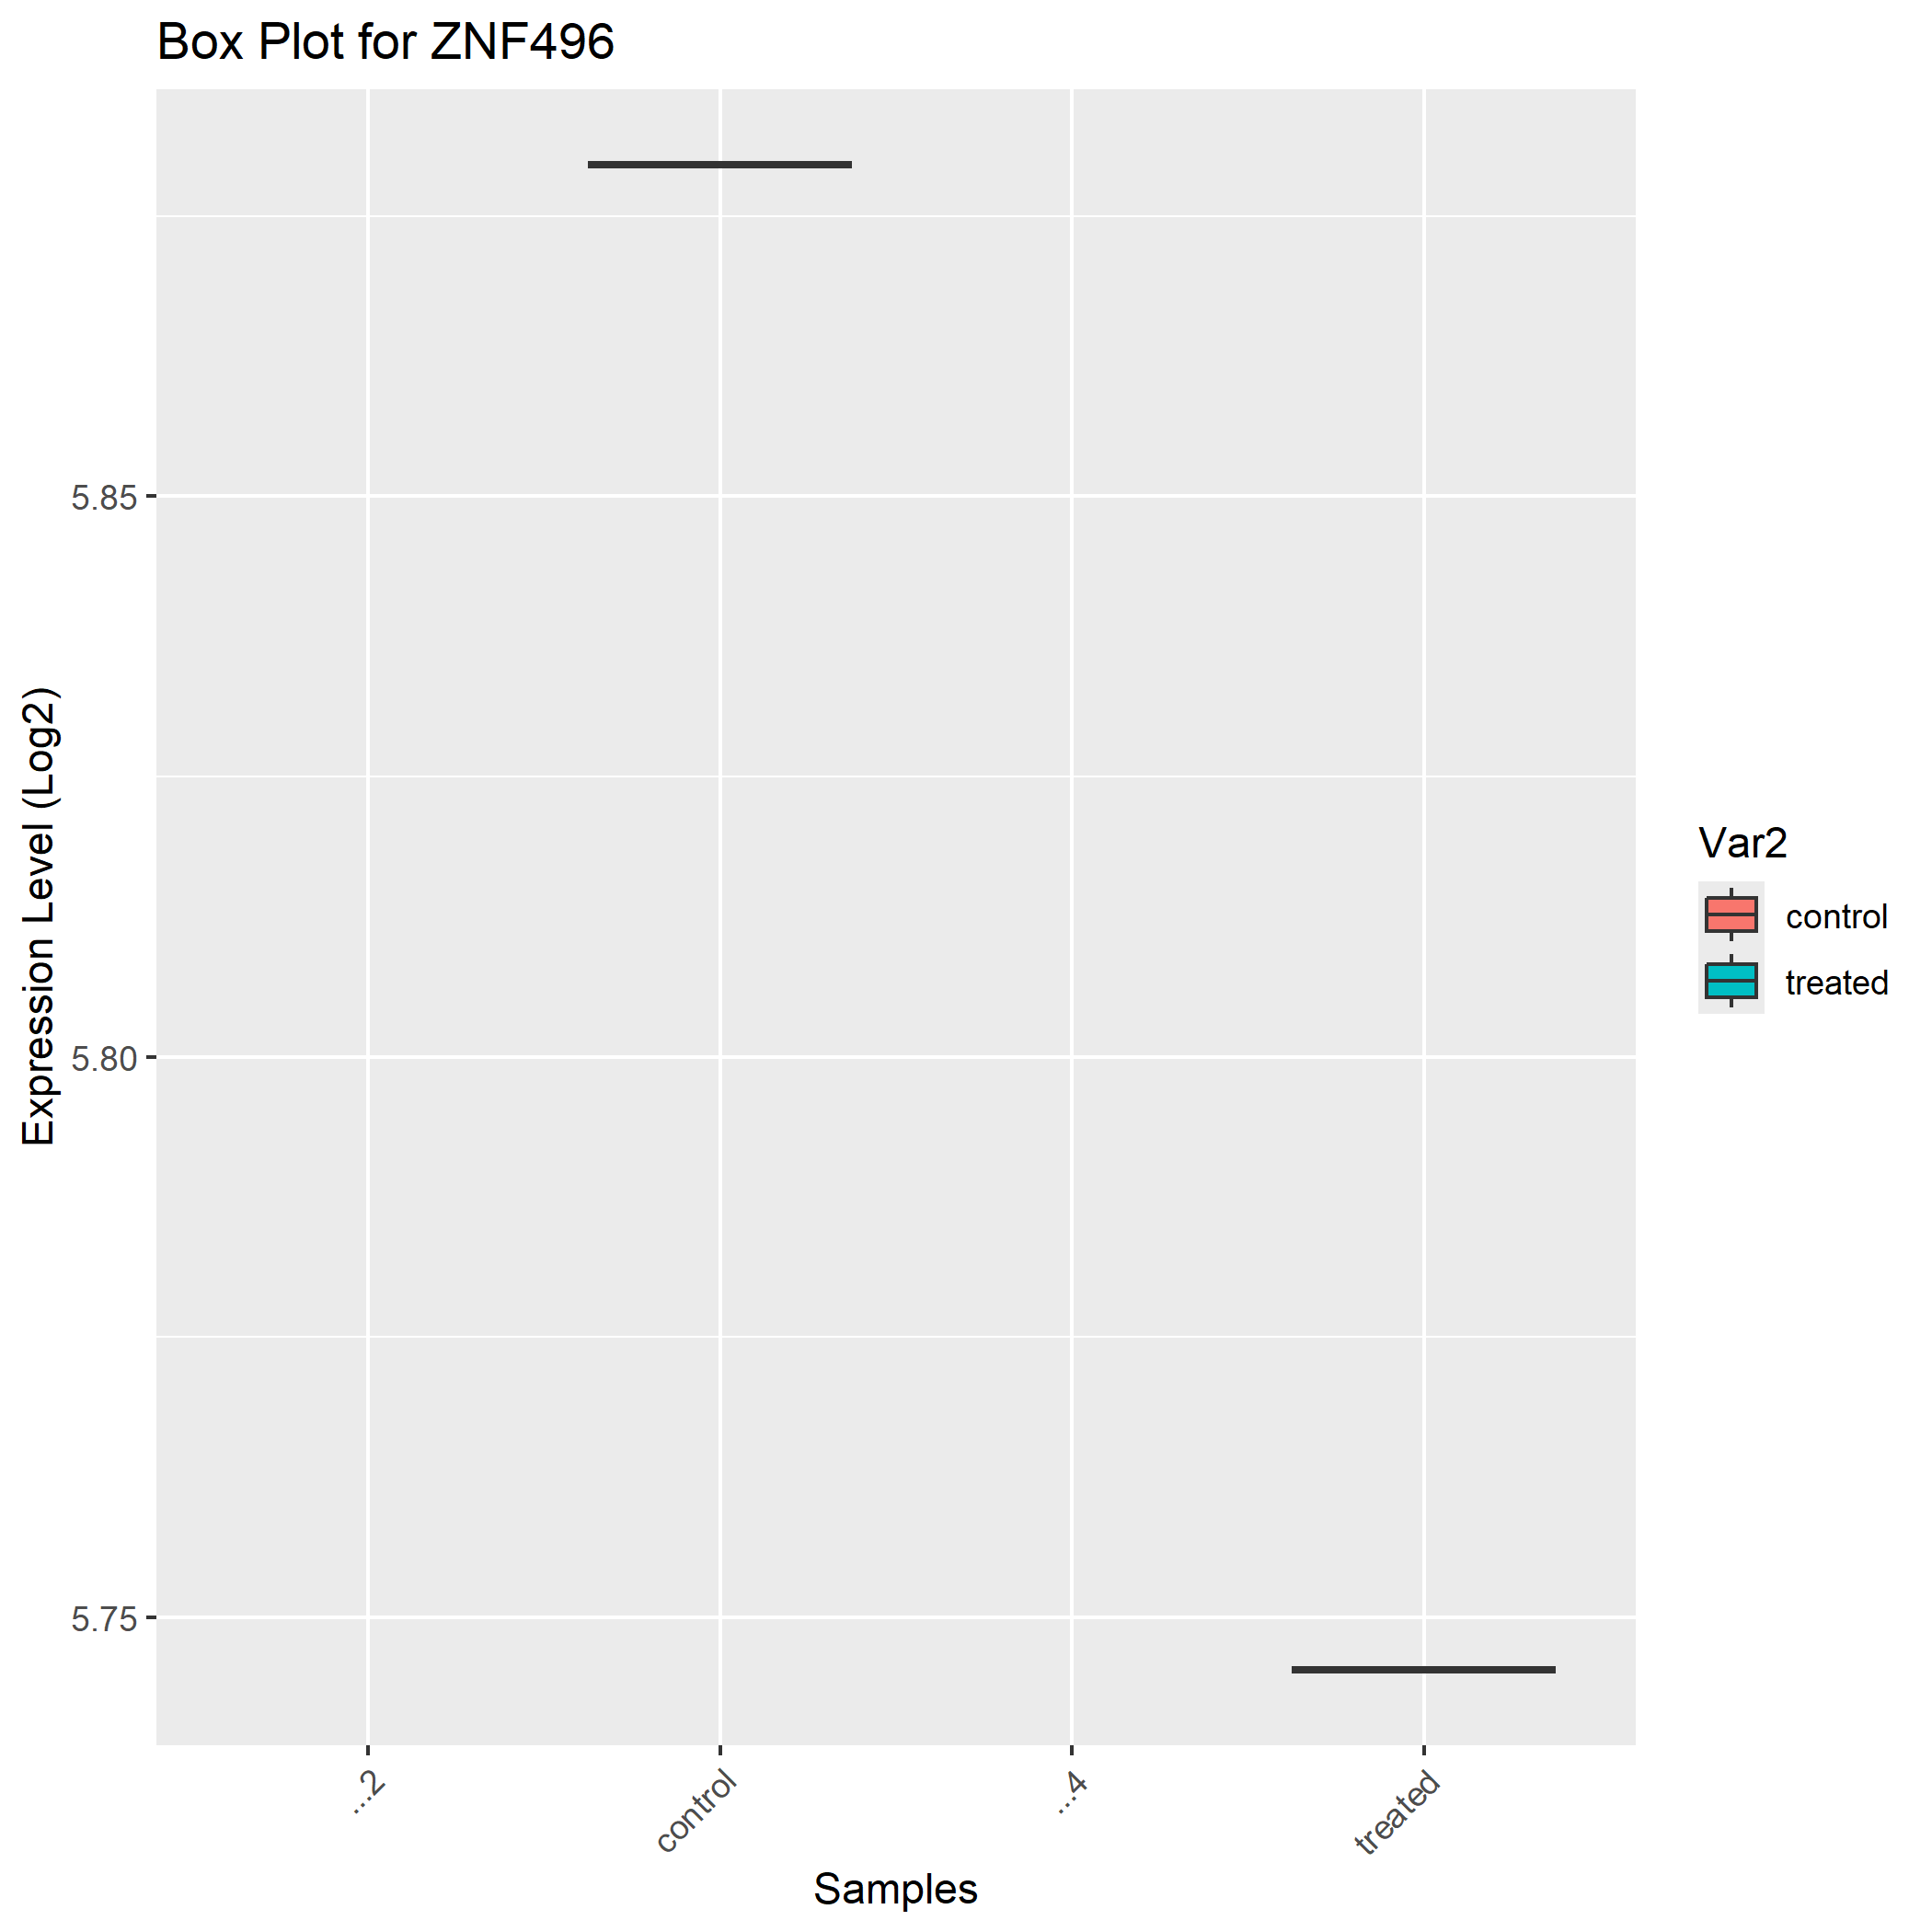 Box Plot for ZNF496
Expression Level (Log2)
5.85
5.80
5.75
...2
control
...4
treated
Samples
Var2
control
treated